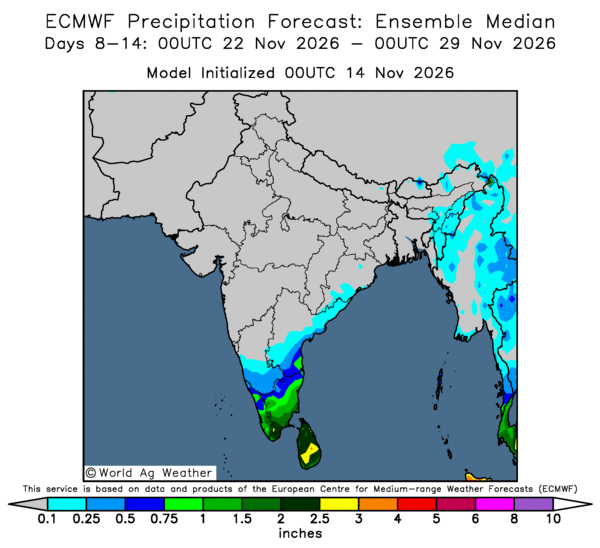 ECMWF Precipitation Forecast: Ensemble Median
Days 8-14: 00UTC 22 Nov 2026 - 00UTC 29 Nov 2026
Model Initialized 00UTC 14 Nov 2026
© World Ag Weather
This service is based on data and products of the European Centre for Medium-range Weather Forecasts (ECMWF)
0.1 0.25 0.5 0.75 1 1.5 2 2.5 3 4 5 6 8 10
inches